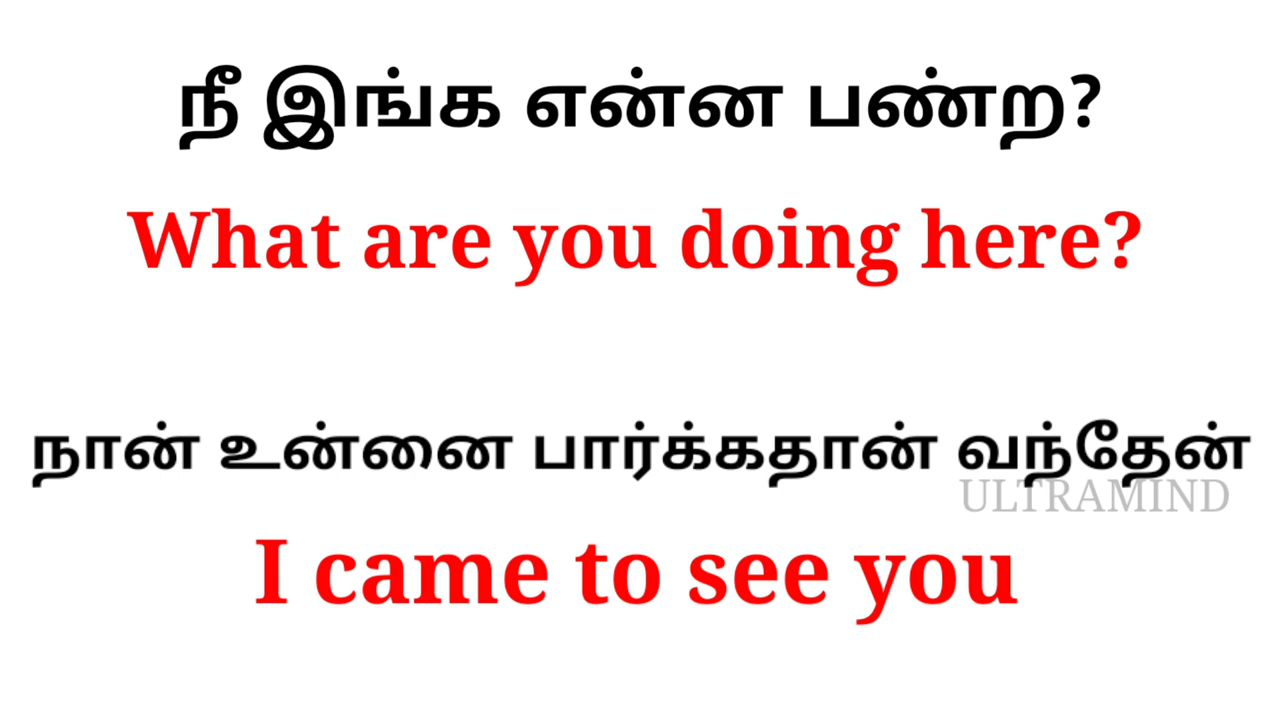 நீ இங்க என்ன பண்ற?
What are you doing here?
நான் உன்னை பார்க்கதான் வந்தேன்
ULTRAMIND
I came to see you